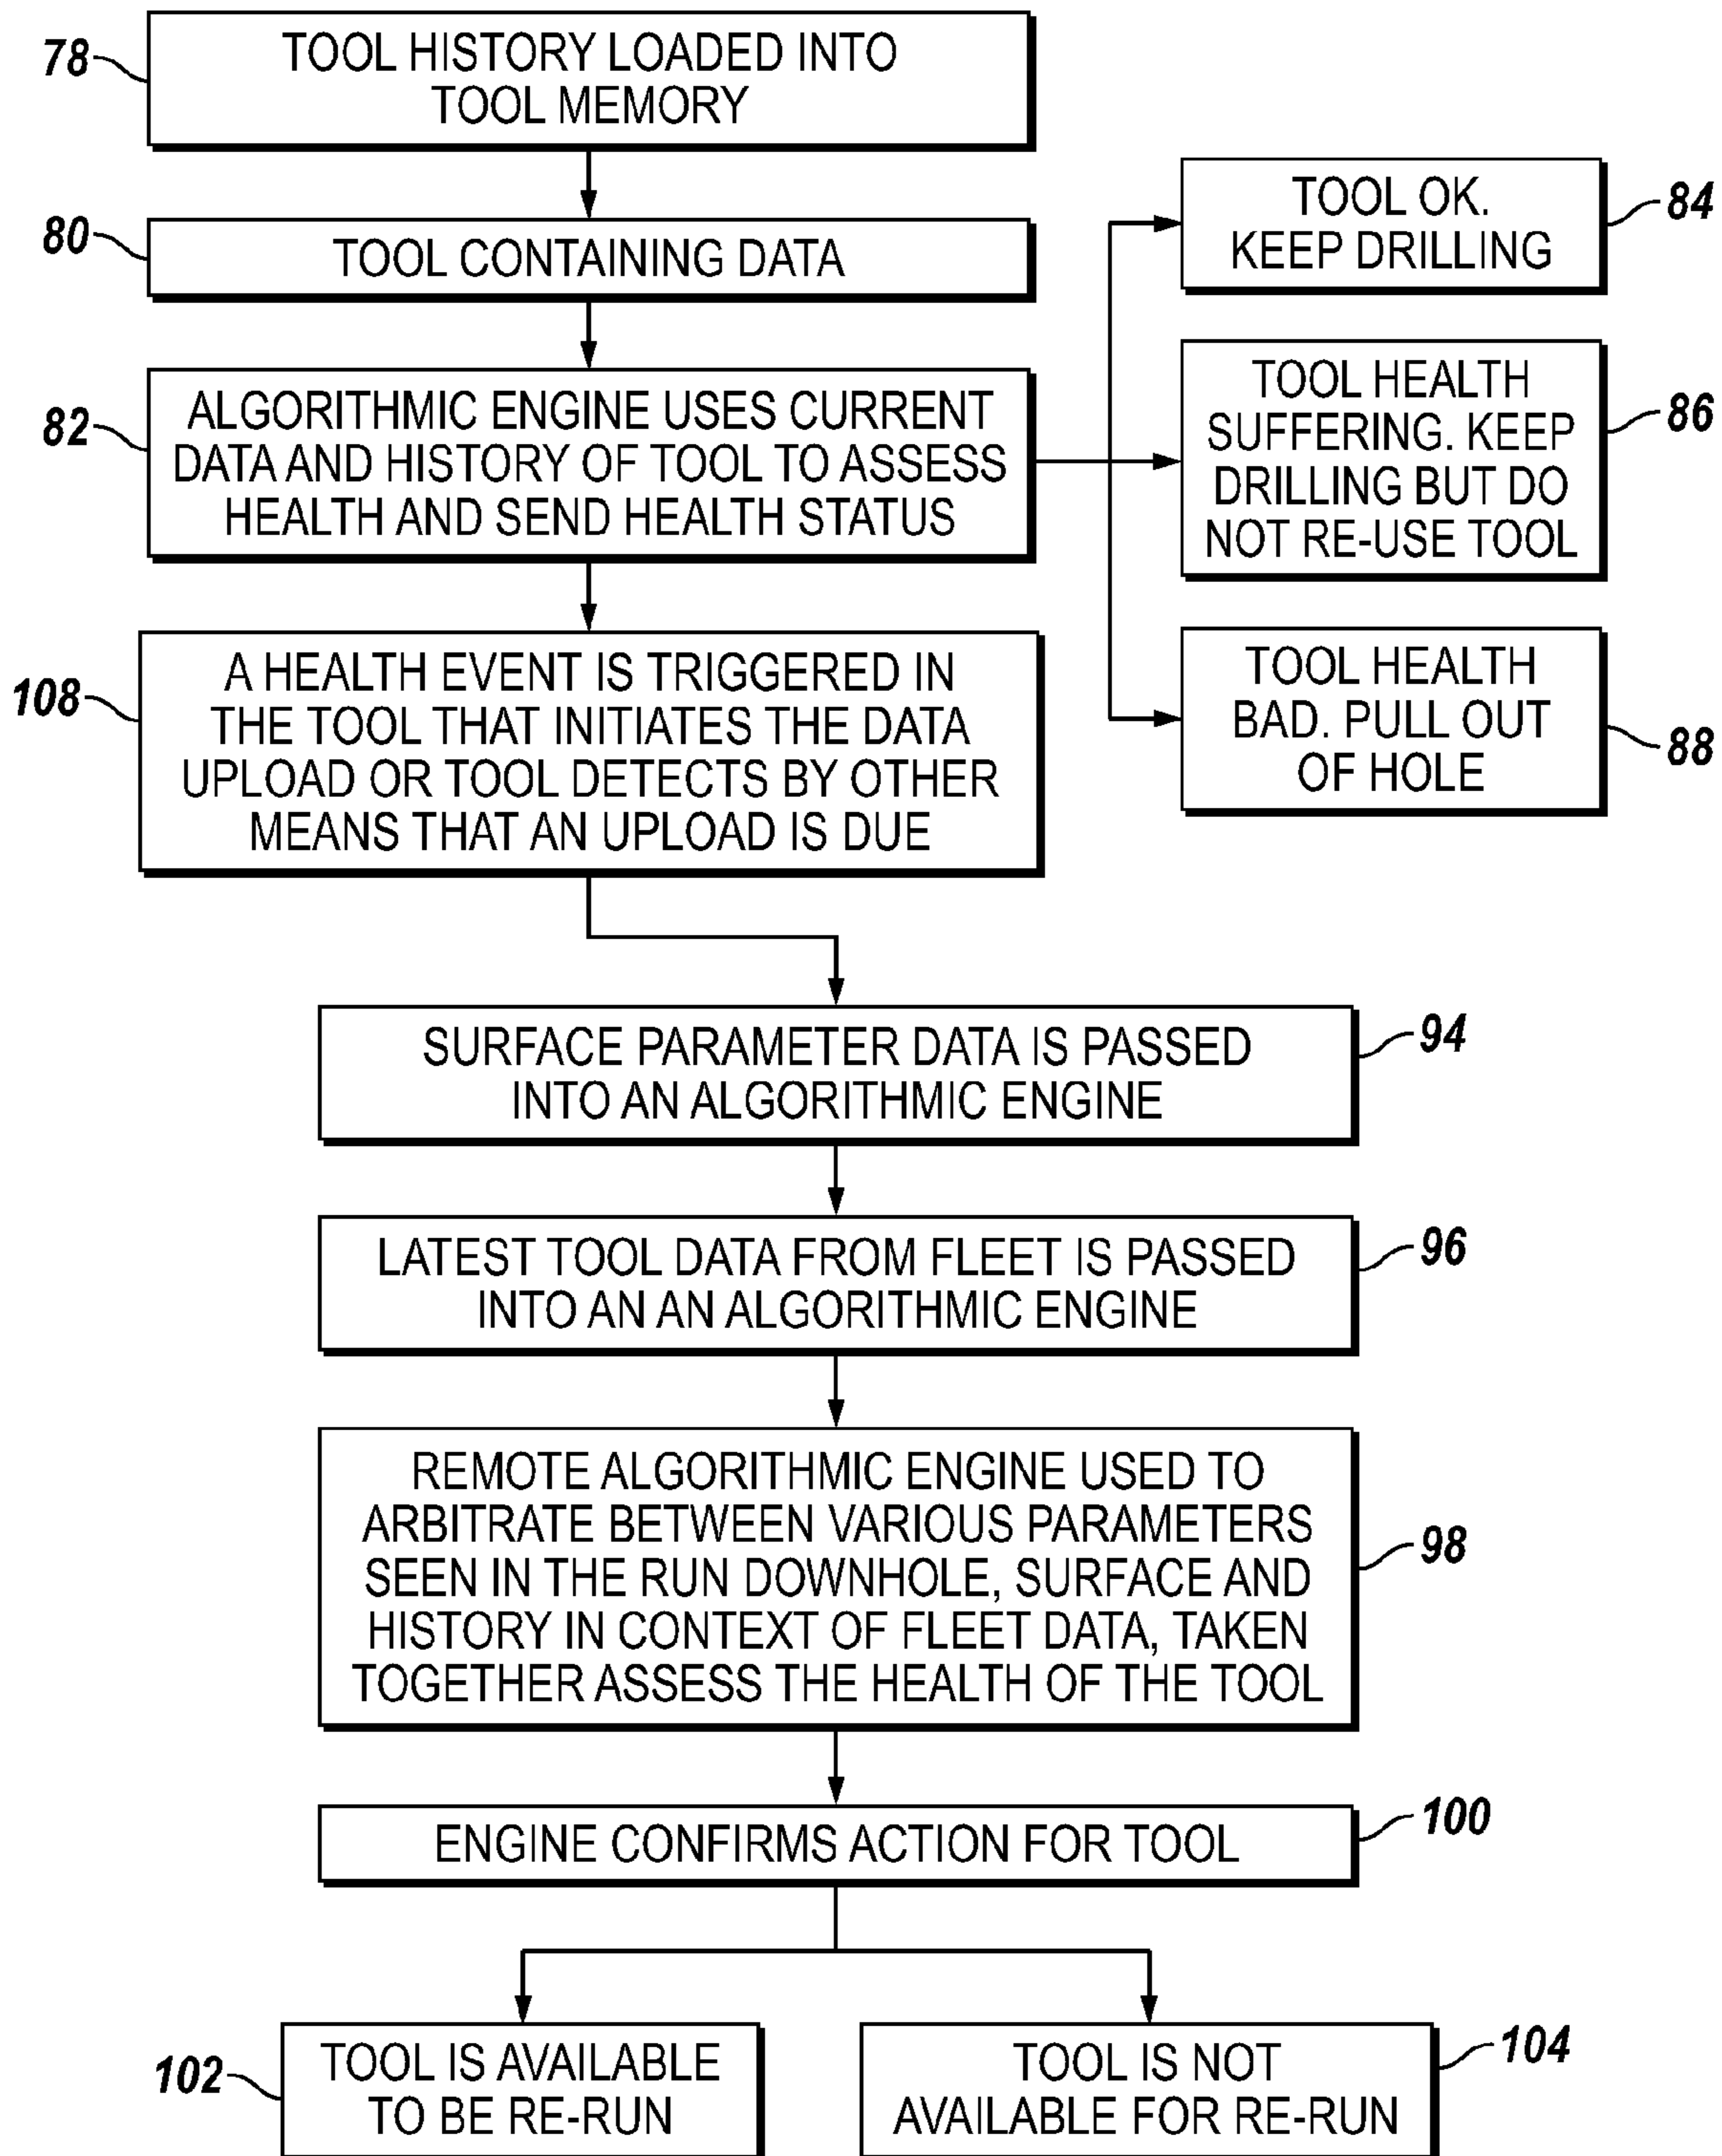 78
TOOL HISTORY LOADED INTO
TOOL MEMORY
80
TOOL CONTAINING DATA
82
ALGORITHMIC ENGINE USES CURRENT
DATA AND HISTORY OF TOOL TO ASSESS
HEALTH AND SEND HEALTH STATUS
TOOL OK.
KEEP DRILLING
84
TOOL HEALTH
SUFFERING. KEEP
DRILLING BUT DO
NOT RE-USE TOOL
86
TOOL HEALTH
BAD. PULL OUT
OF HOLE
88
108
A HEALTH EVENT IS TRIGGERED IN
THE TOOL THAT INITIATES THE DATA
UPLOAD OR TOOL DETECTS BY OTHER
MEANS THAT AN UPLOAD IS DUE
SURFACE PARAMETER DATA IS PASSED
INTO AN ALGORITHMIC ENGINE
94
LATEST TOOL DATA FROM FLEET IS PASSED
INTO AN AN ALGORITHMIC ENGINE
96
REMOTE ALGORITHMIC ENGINE USED TO
ARBITRATE BETWEEN VARIOUS PARAMETERS
SEEN IN THE RUN DOWNHOLE, SURFACE AND
HISTORY IN CONTEXT OF FLEET DATA, TAKEN
TOGETHER ASSESS THE HEALTH OF THE TOOL
98
ENGINE CONFIRMS ACTION FOR TOOL
100
102
TOOL IS AVAILABLE
TO BE RE-RUN
TOOL IS NOT
AVAILABLE FOR RE-RUN
104